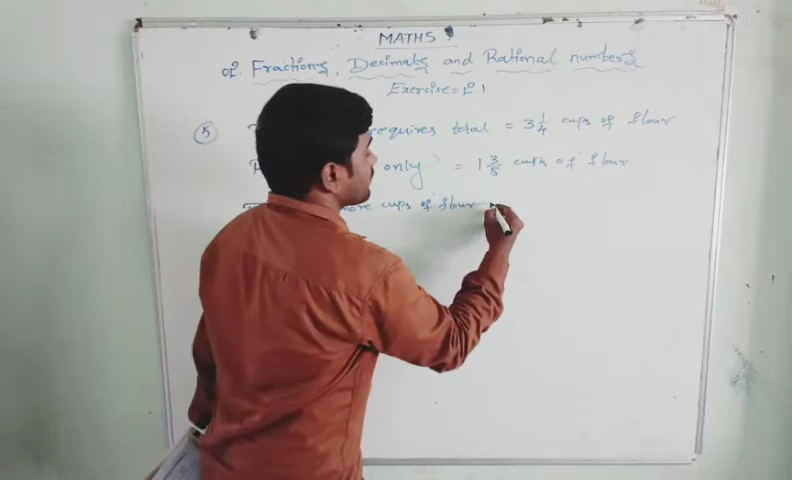 MATHS
01. Fractions, Decimals and Rational numbers
Exercise = 2.1
5 requires total = 3 1/4 cups of flour
only = 1 3/8 cups of flour.
more cups of flour